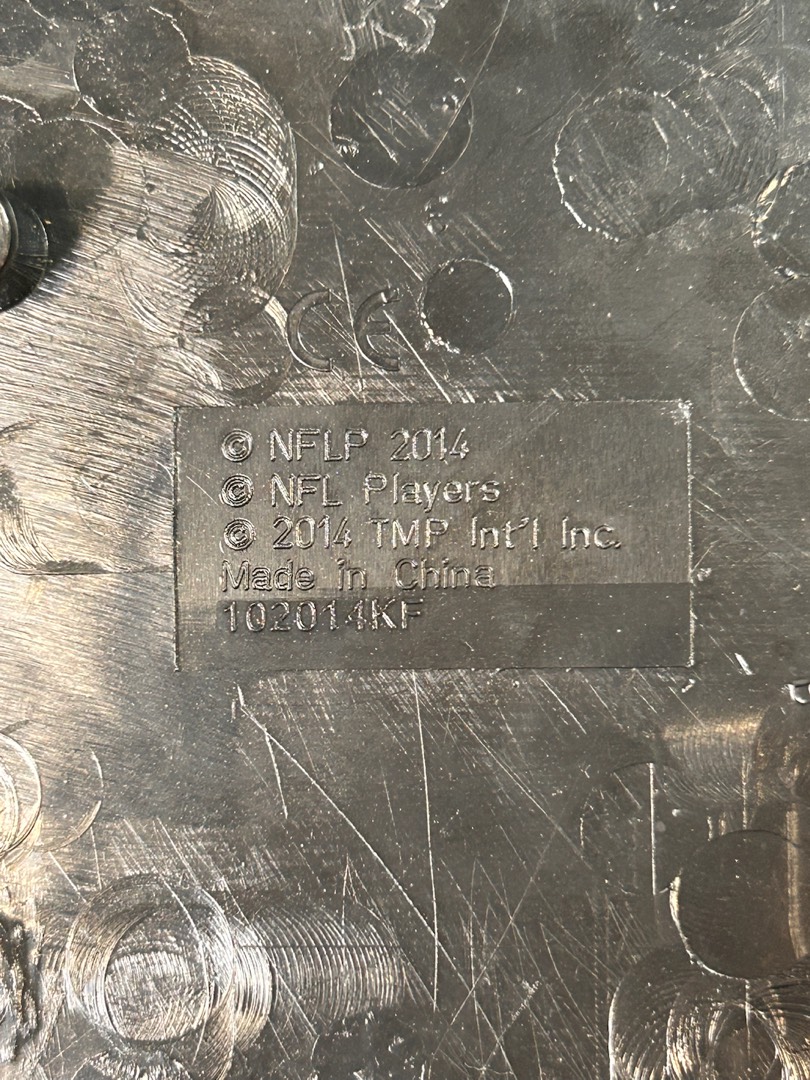 CE
© NFLP 2014
© NFL Players
© 2014 TMP Int'l Inc.
Made in China
102014KF